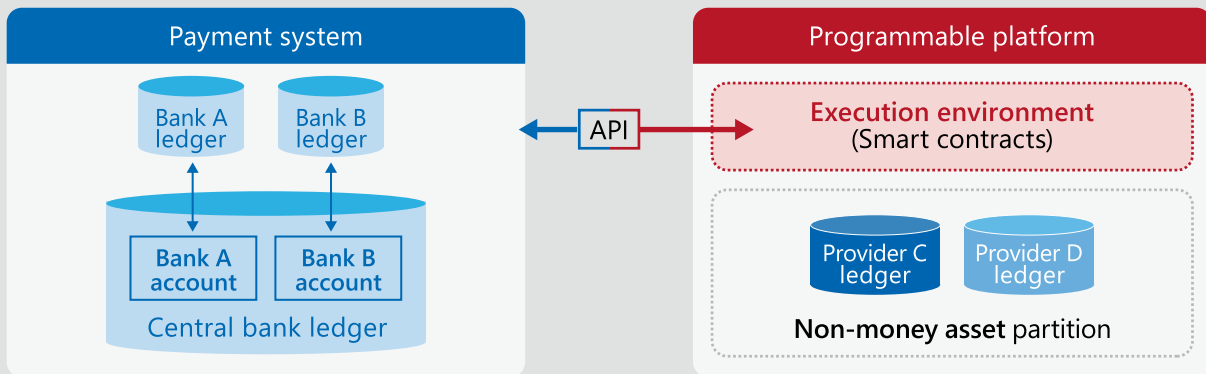 Payment system
Bank A
ledger
Bank B
ledger
Bank A
account
Bank B
account
Central bank ledger
API
Programmable platform
Execution environment
(Smart contracts)
Provider C
ledger
Provider D
ledger
Non-money asset partition